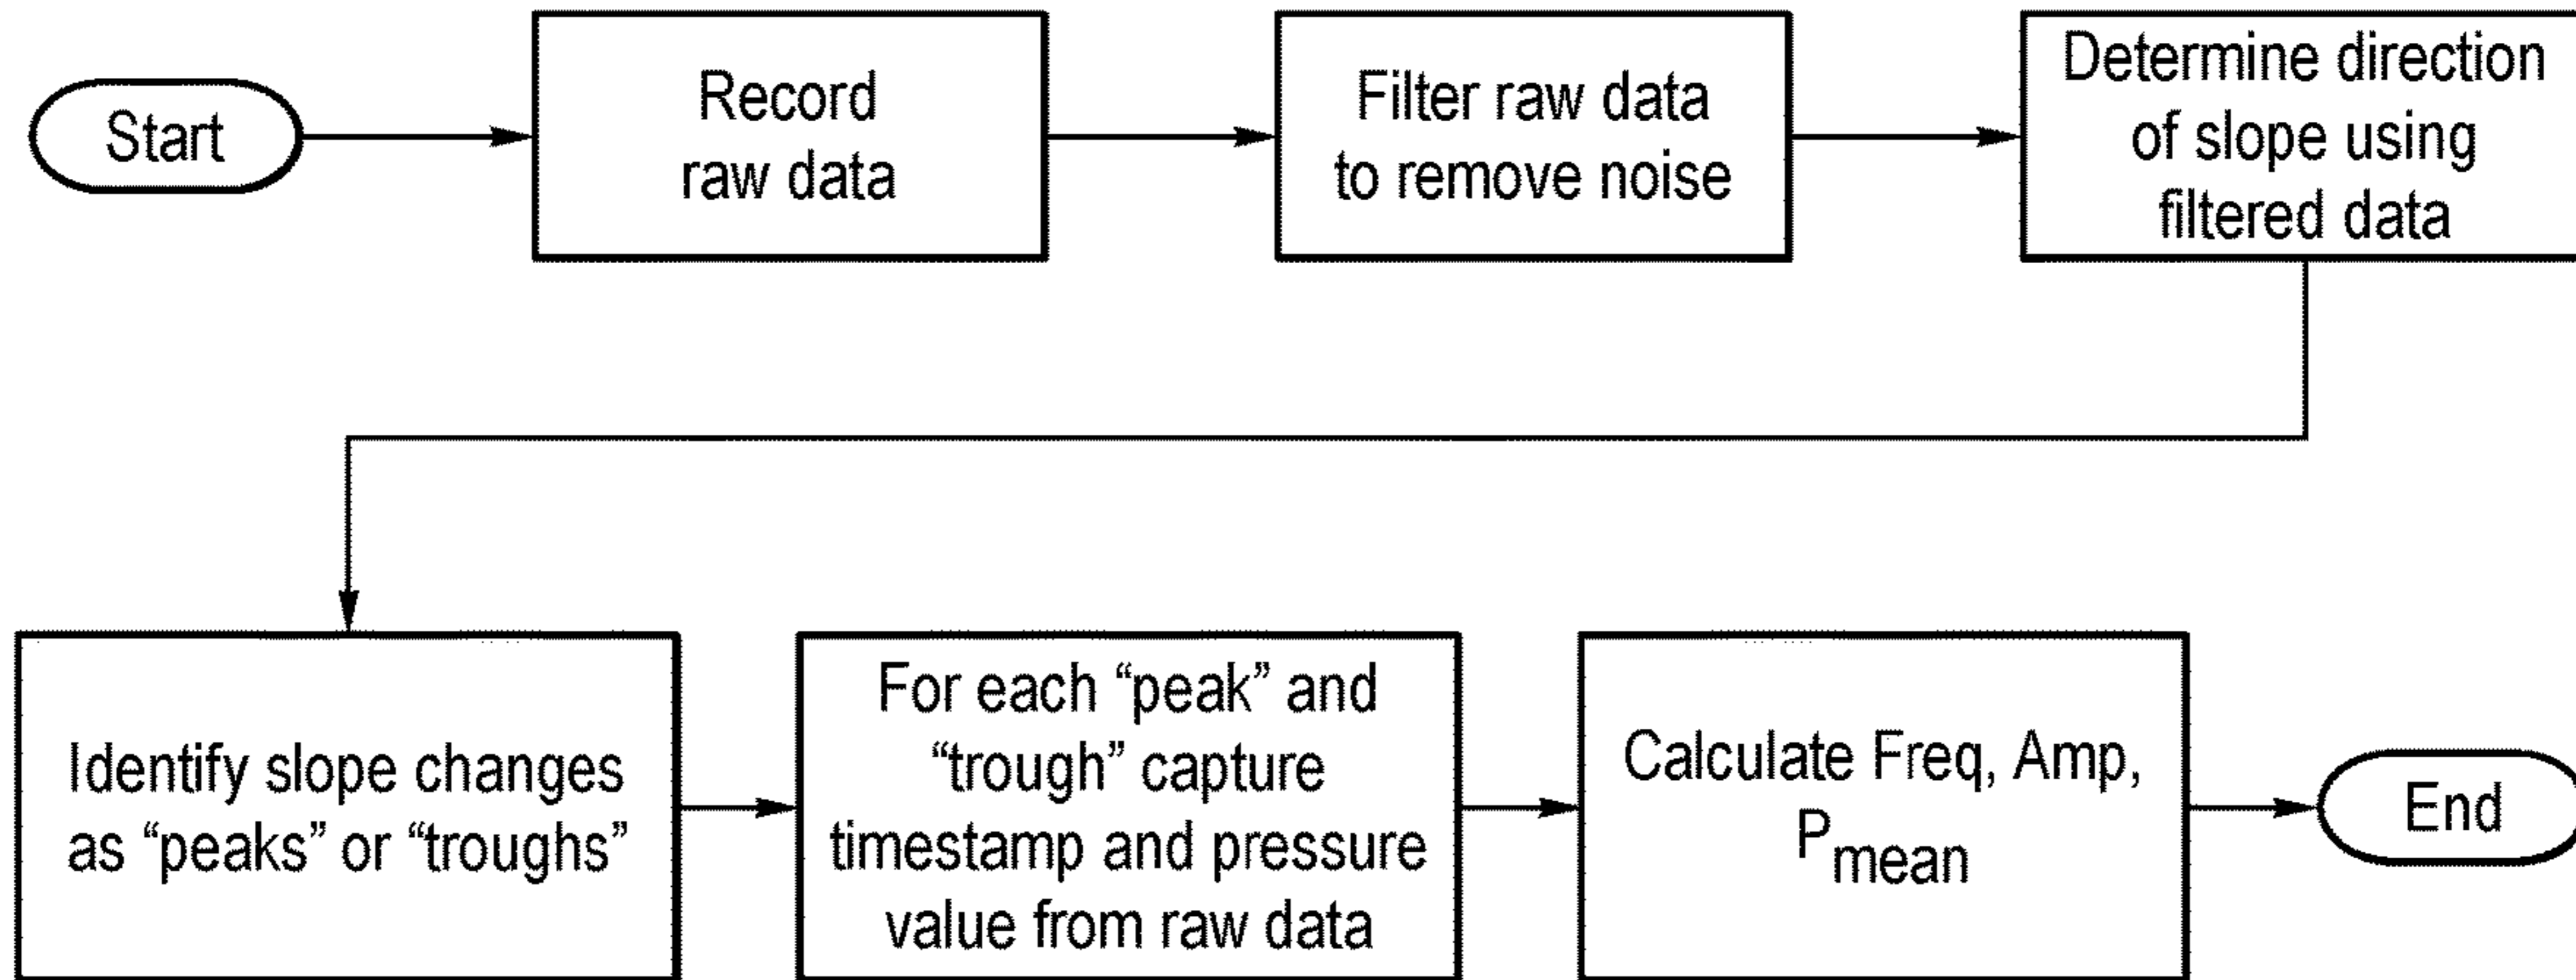 Start
Record
raw data
Filter raw data
to remove noise
Determine direction
of slope using
filtered data
Identify slope changes
as “peaks” or “troughs”
For each “peak” and
“trough” capture
timestamp and pressure
value from raw data
Calculate Freq, Amp,
Pmean
End